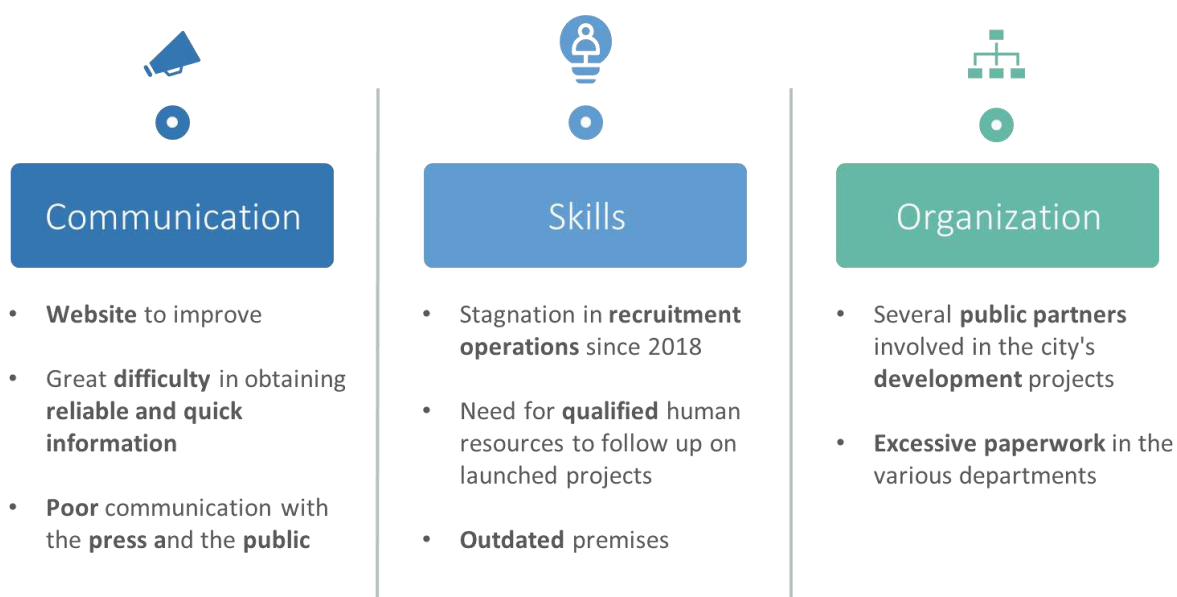 Communication
• Website to improve
• Great difficulty in obtaining
reliable and quick
information
• Poor communication with
the press and the public
Skills
• Stagnation in recruitment
operations since 2018
• Need for qualified human
resources to follow up on
launched projects
• Outdated premises
Organization
• Several public partners
involved in the city's
development projects
• Excessive paperwork in the
various departments